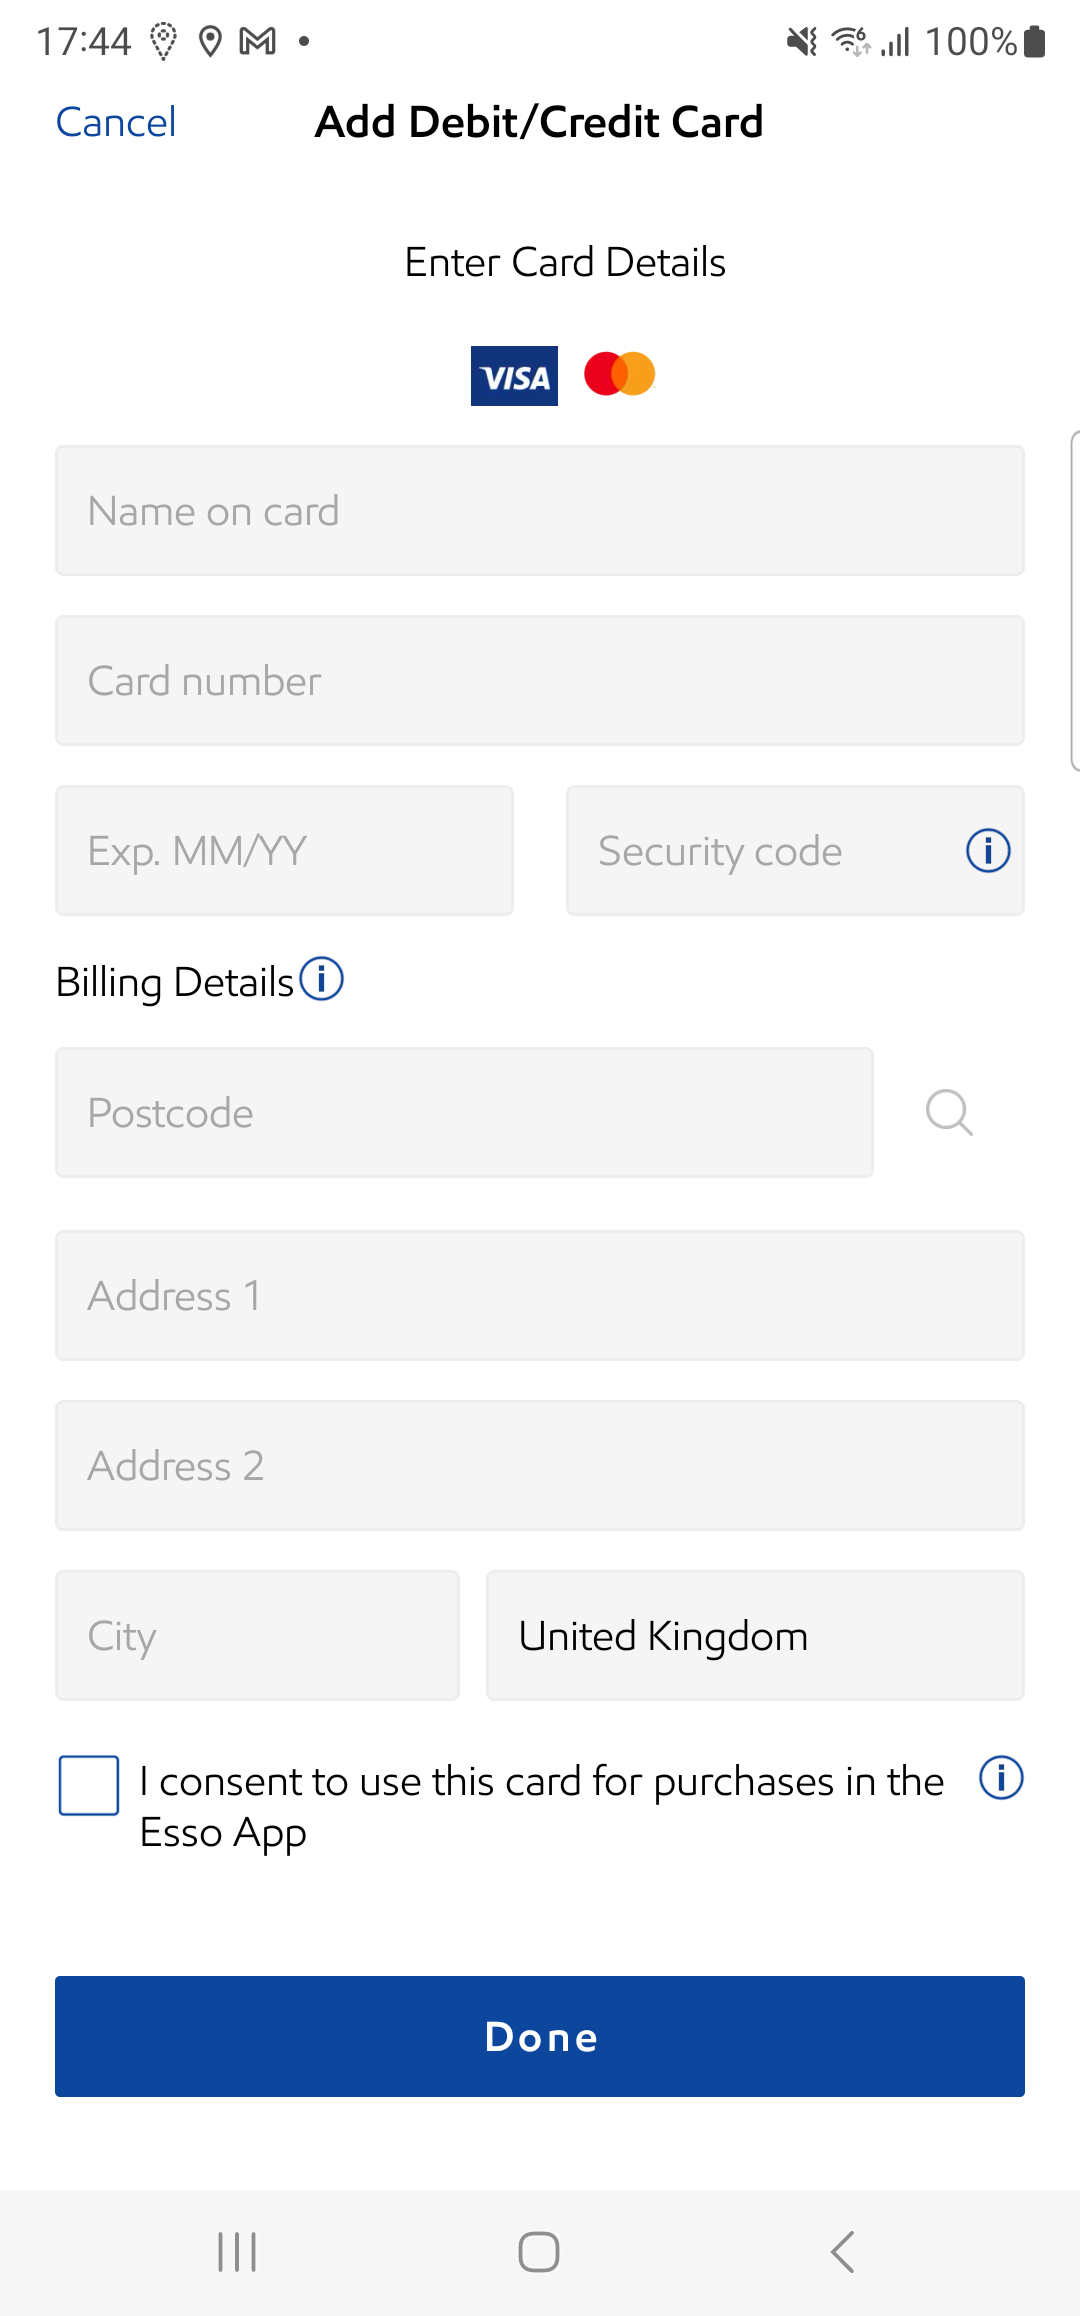 17:44
100%
Cancel
Add Debit/Credit Card
Enter Card Details
VISA
Name on card
Card number
Exp. MM/YY
Security code
Billing Details
Postcode
Address 1
Address 2
City
United Kingdom
I consent to use this card for purchases in the
Esso App
Done